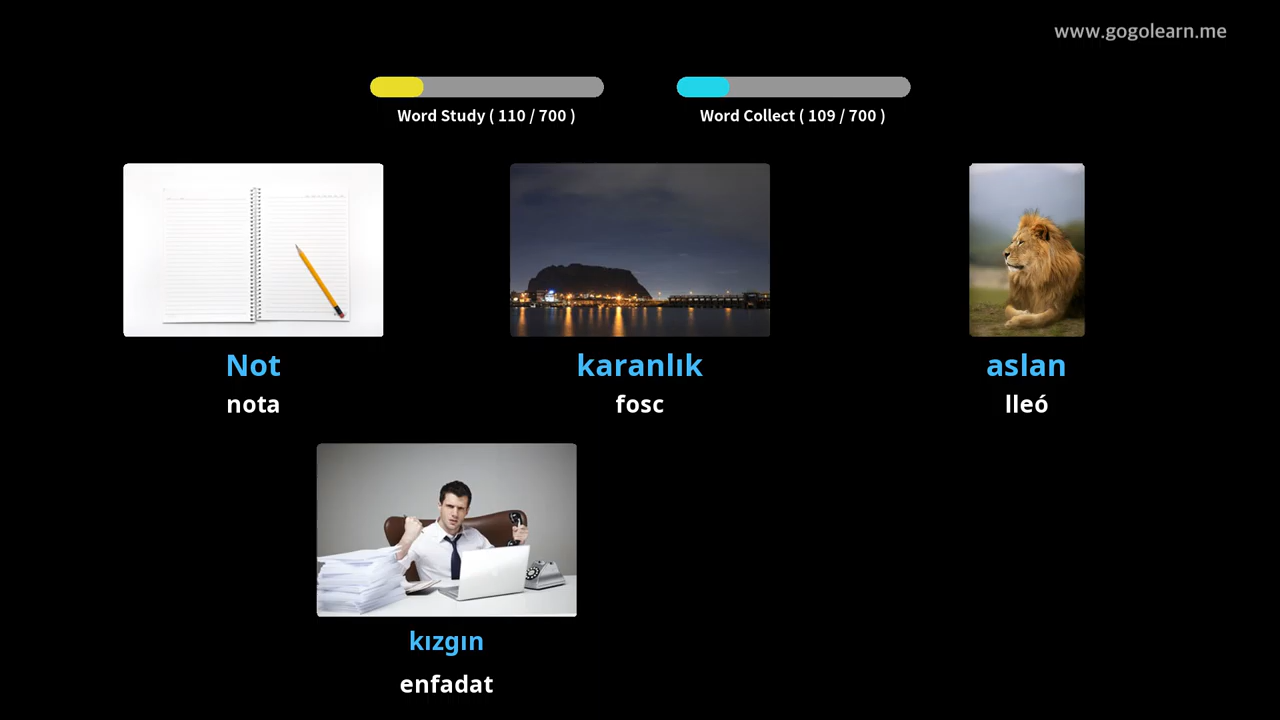 www.gogolearn.me
Word Study ( 110 / 700 )
Word Collect ( 109 / 700 )
Not
karanlık
aslan
nota
fosc
lleó
kızgın
enfadat